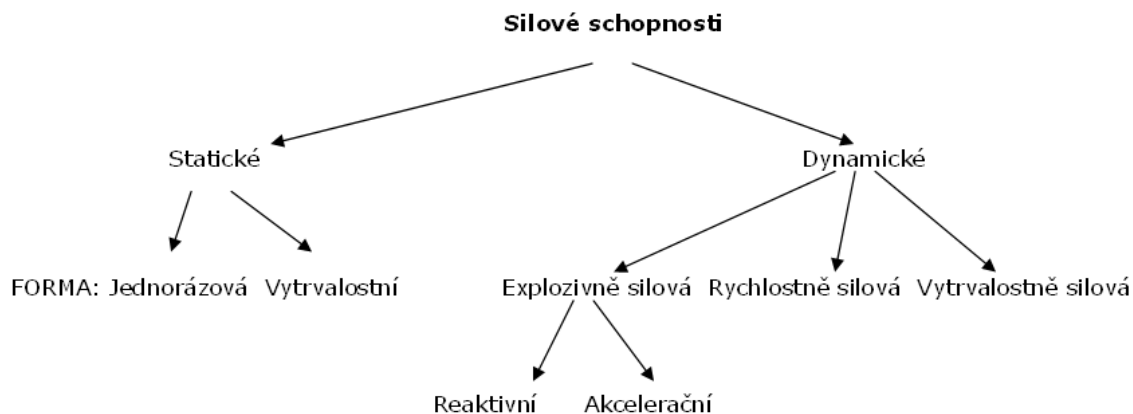 Silové schopnosti
Statické Dynamické
FORMA: Jednorázová Vytrvalostní Explozivně silová Rychlostně silová Vytrvalostně silová
Reaktivní Akcelerační